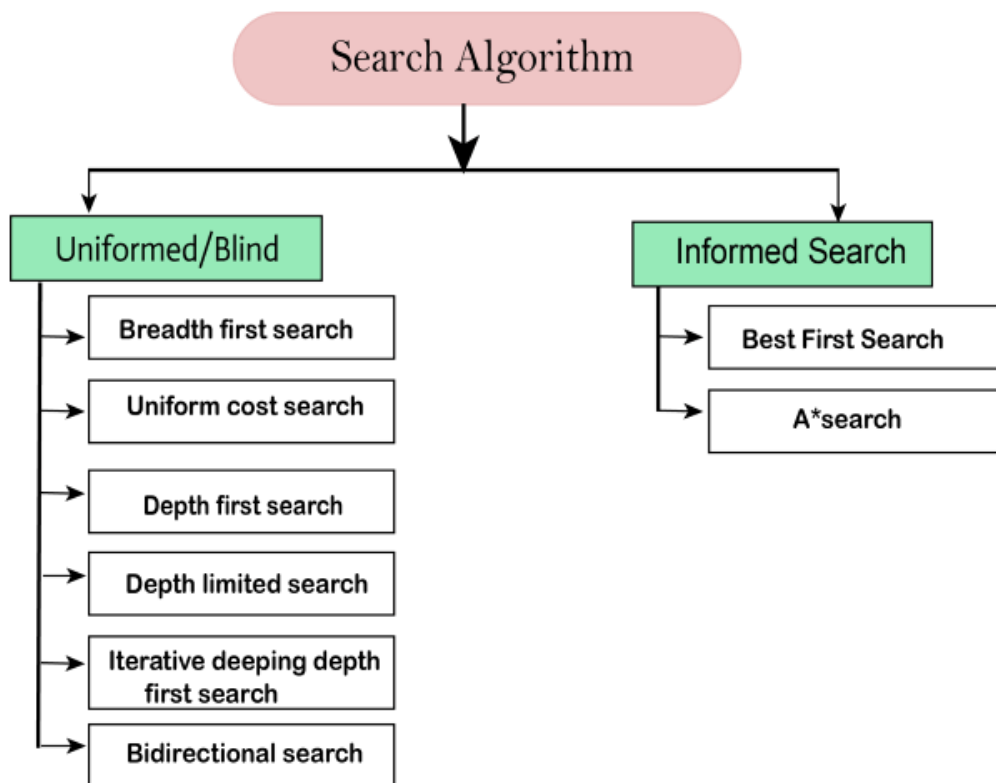 Search Algorithm
Uniformed/Blind
Breadth first search
Uniform cost search
Depth first search
Depth limited search
Iterative deeping depth
first search
Bidirectional search
Informed Search
Best First Search
A*search